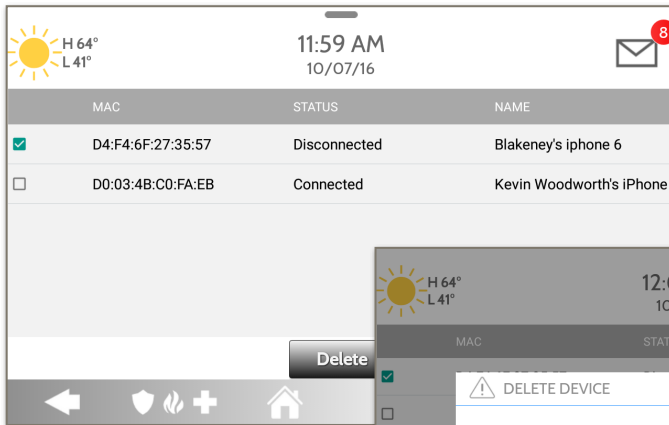 H 64°
L 41°
11:59 AM
10/07/16
8
MAC STATUS NAME
D4:F4:6F:27:35:57 Disconnected Blakeney's iphone 6
D0:03:4B:C0:FA:EB Connected Kevin Woodworth's iPhone
Delete
H 64°
L 41°
12:
10
MAC STAT
DELETE DEVICE